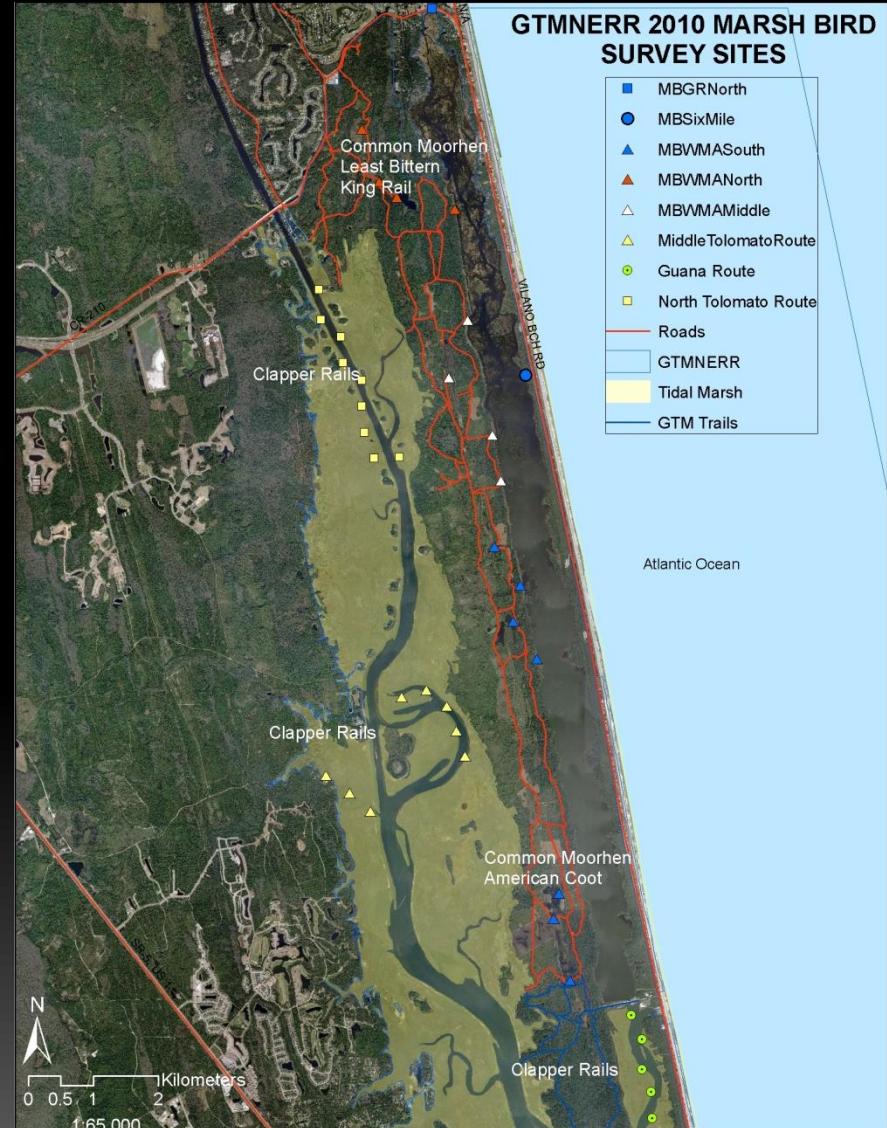 GTMNERR 2010 MARSH BIRD
SURVEY SITES
MBGRNorth
MBSixMile
MBWMASouth
MBWMANorth
MBWMAMiddle
MiddleTolomatoRoute
Guana Route
North Tolomato Route
Roads
GTMNERR
Tidal Marsh
GTM Trails
N/A
Common Moorhen
Least Bittern
King Rail
CR-210
VILANO BCH RD
Clapper Rails
Atlantic Ocean
Clapper Rails
Common Moorhen
American Coot
Clapper Rails
N
Kilometers
0 0.5 1 2
1:65,000